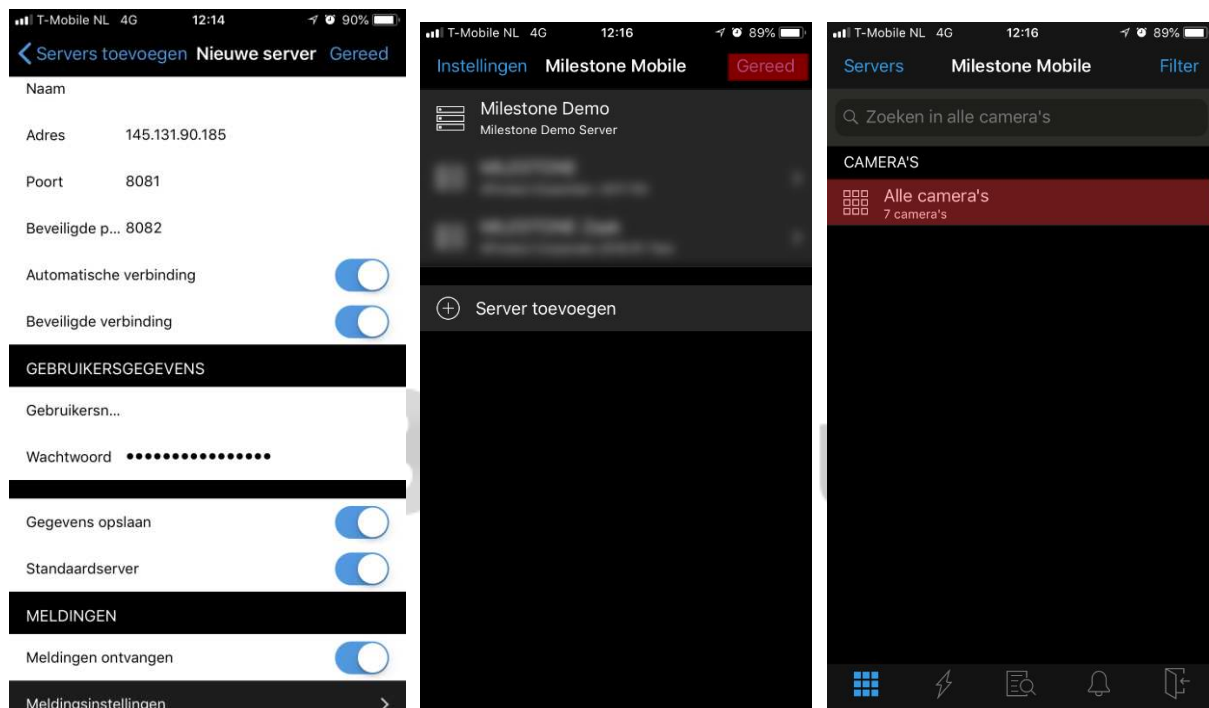 T-Mobile NL 4G 12:14 90%
Servers toevoegen Nieuwe server Gereed
Naam
Adres 145.131.90.185
Poort 8081
Beveiligde p... 8082
Automatische verbinding
Beveiligde verbinding
GEBRUIKERSGEGEVENS
Gebruikersn...
Wachtwoord ••••••••••••••••
Gegevens opslaan
Standaardserver
MELDINGEN
Meldingen ontvangen
Meldingsinstellingen
T-Mobile NL 4G 12:16 89%
Instellingen Milestone Mobile Gereed
Milestone Demo
Milestone Demo Server
Server toevoegen
T-Mobile NL 4G 12:16 89%
Servers Milestone Mobile Filter
Zoeken in alle camera's
CAMERA'S
Alle camera's
7 camera's